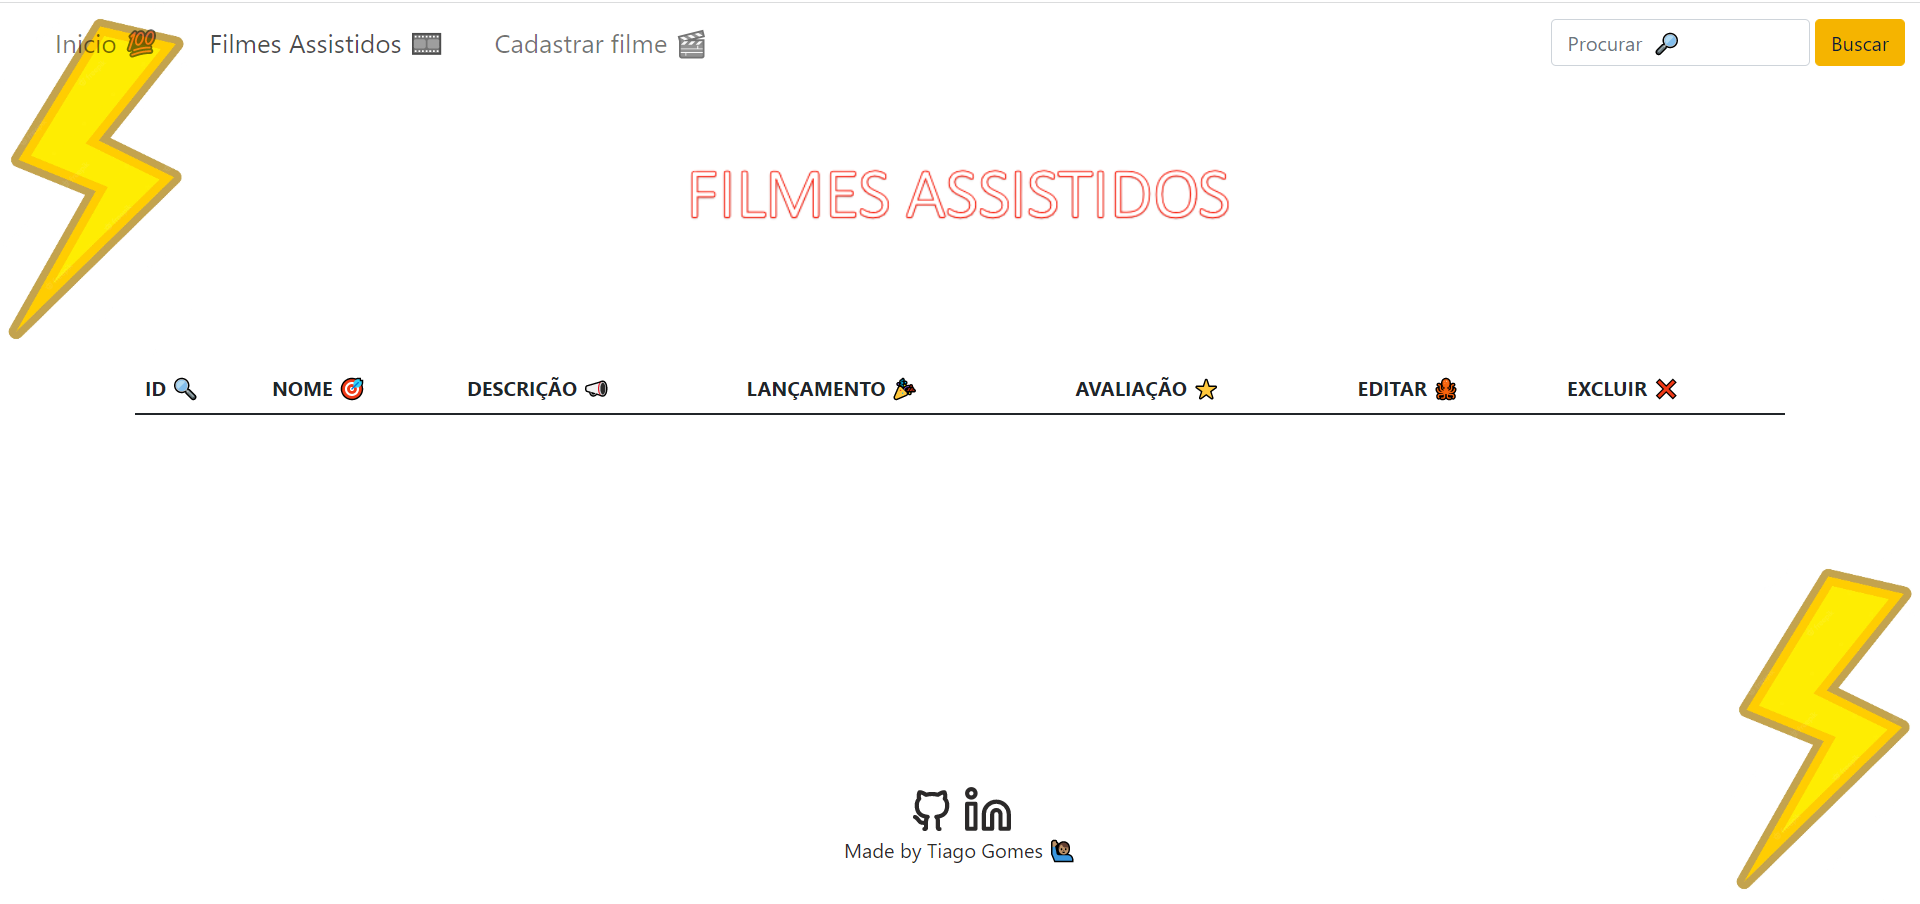 Inicio 💯 Filmes Assistidos 🎞️ Cadastrar filme 🎬 Procurar 🔎 Buscar
FILMES ASSISTIDOS
ID 🔍 NOME 🎯 DESCRIÇÃO 📢 LANÇAMENTO 🎉 AVALIAÇÃO ⭐ EDITAR 🐙 EXCLUIR ❌
in
Made by Tiago Gomes 🙋🏾‍♂️